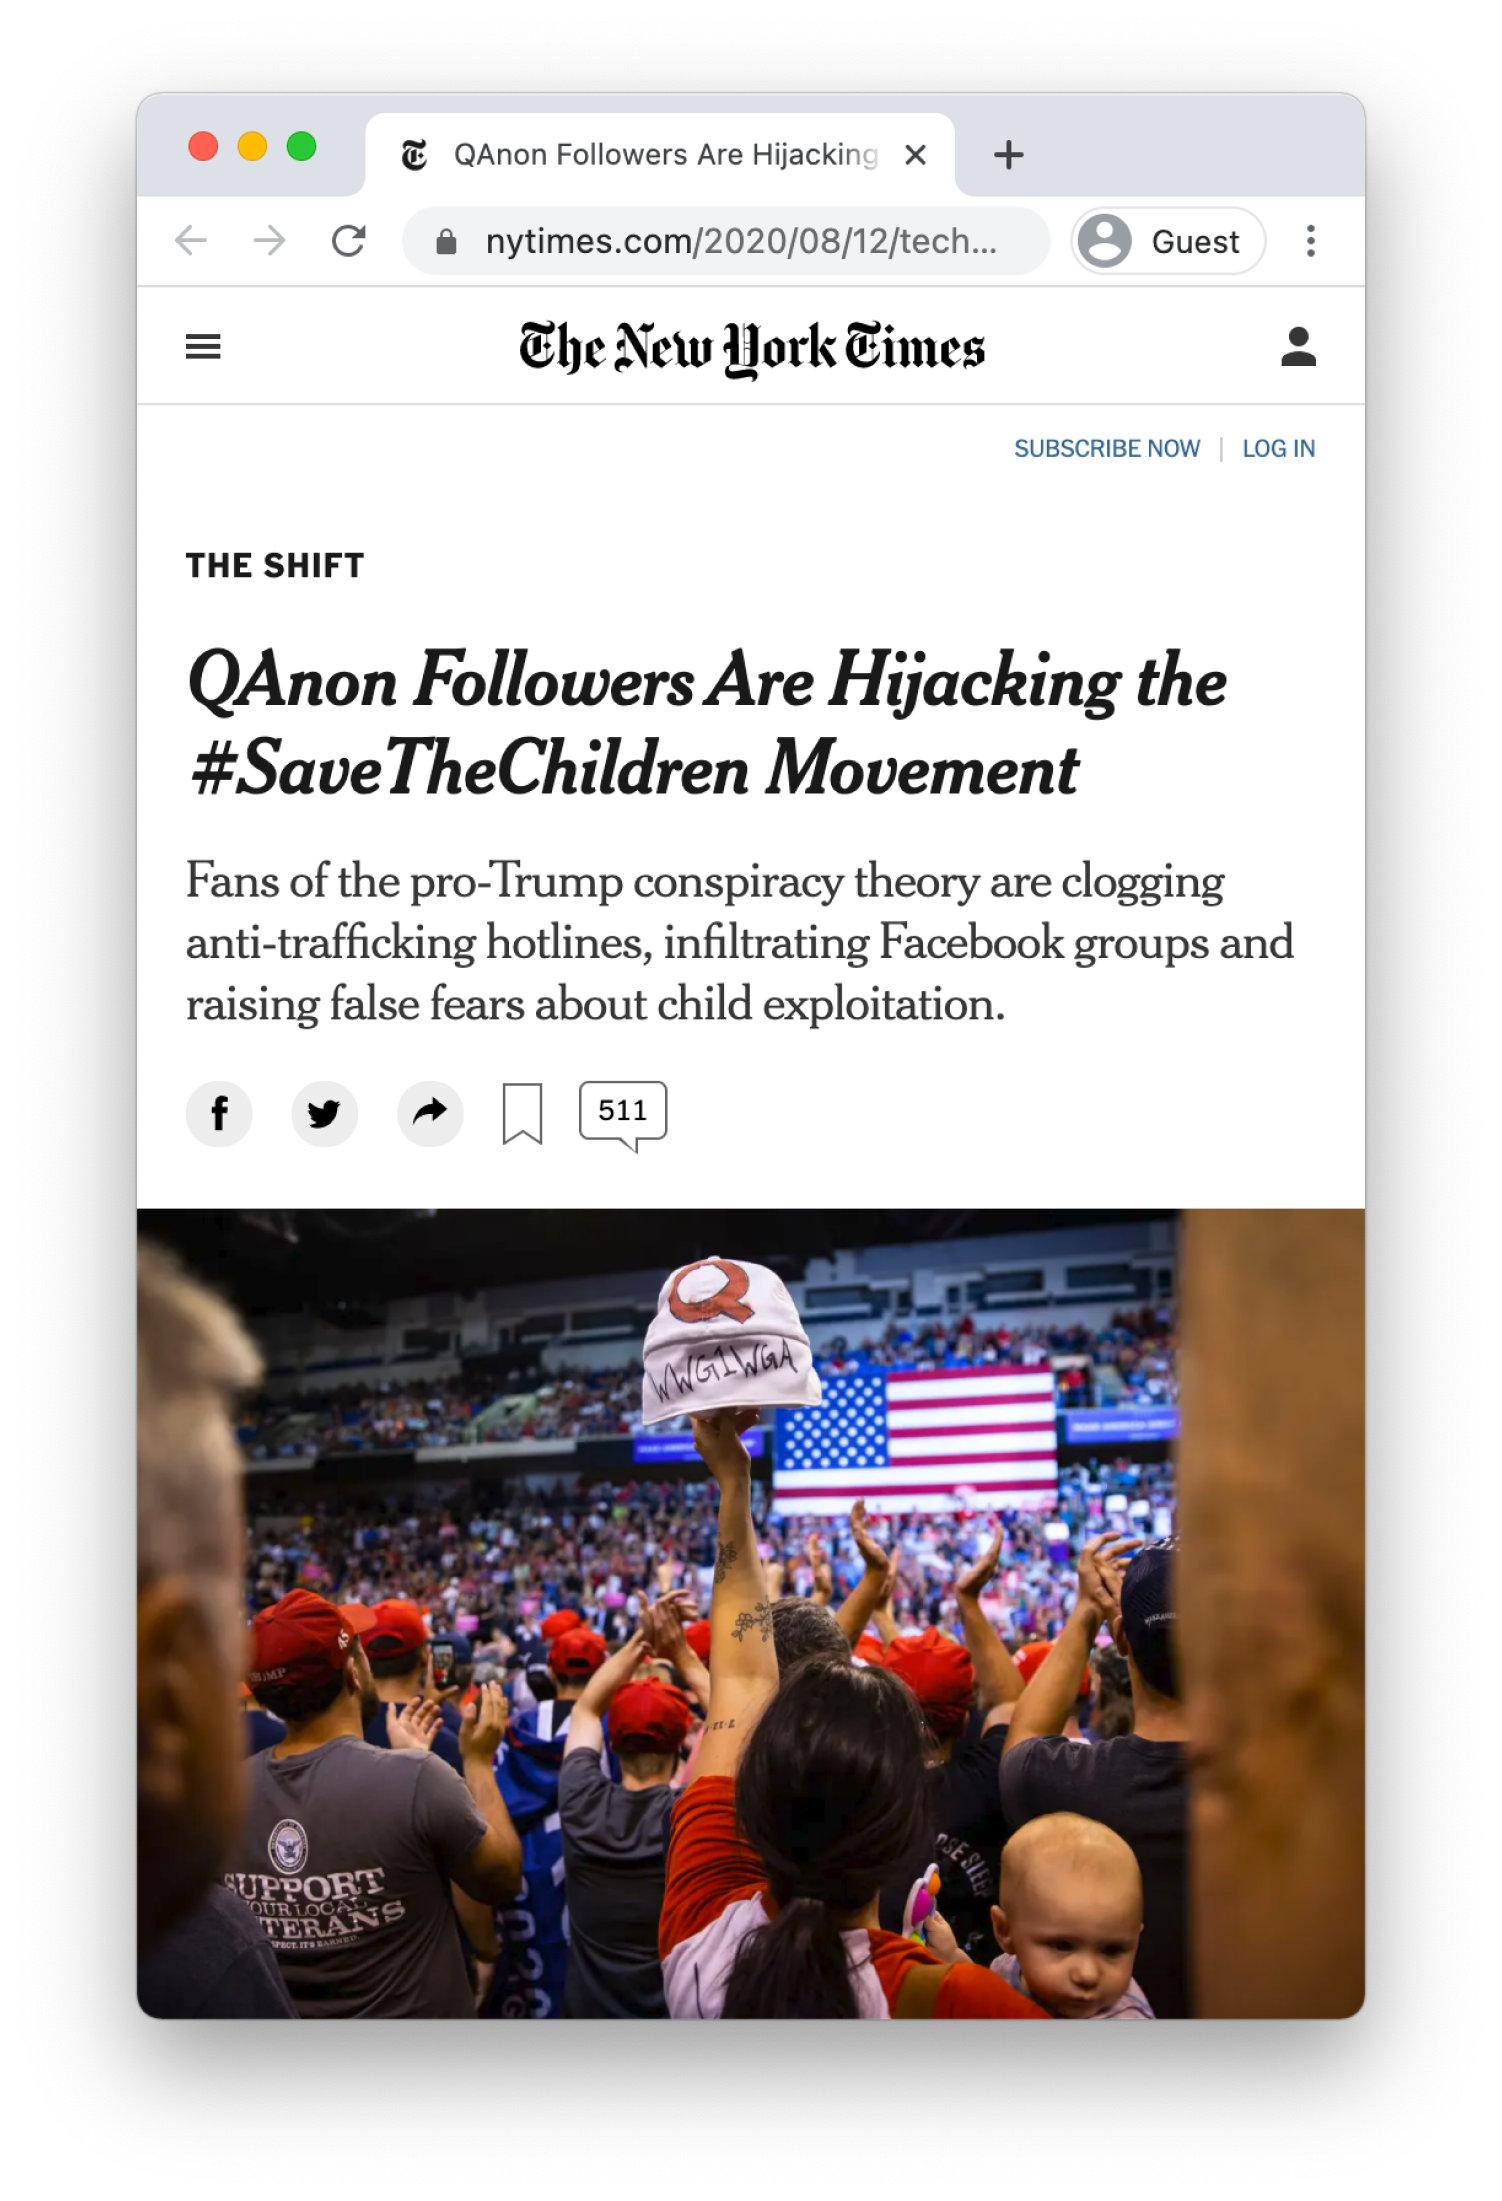 QAnon Followers Are Hijacking
nytimes.com/2020/08/12/tech...
Guest
The New York Times
SUBSCRIBE NOW | LOG IN
THE SHIFT
QAnon Followers Are Hijacking the
#SaveTheChildren Movement
Fans of the pro-Trump conspiracy theory are clogging
anti-trafficking hotlines, infiltrating Facebook groups and
raising false fears about child exploitation.
511
Q
WWG1WGA
SUPPORT
OUR LOCAL
TERANS